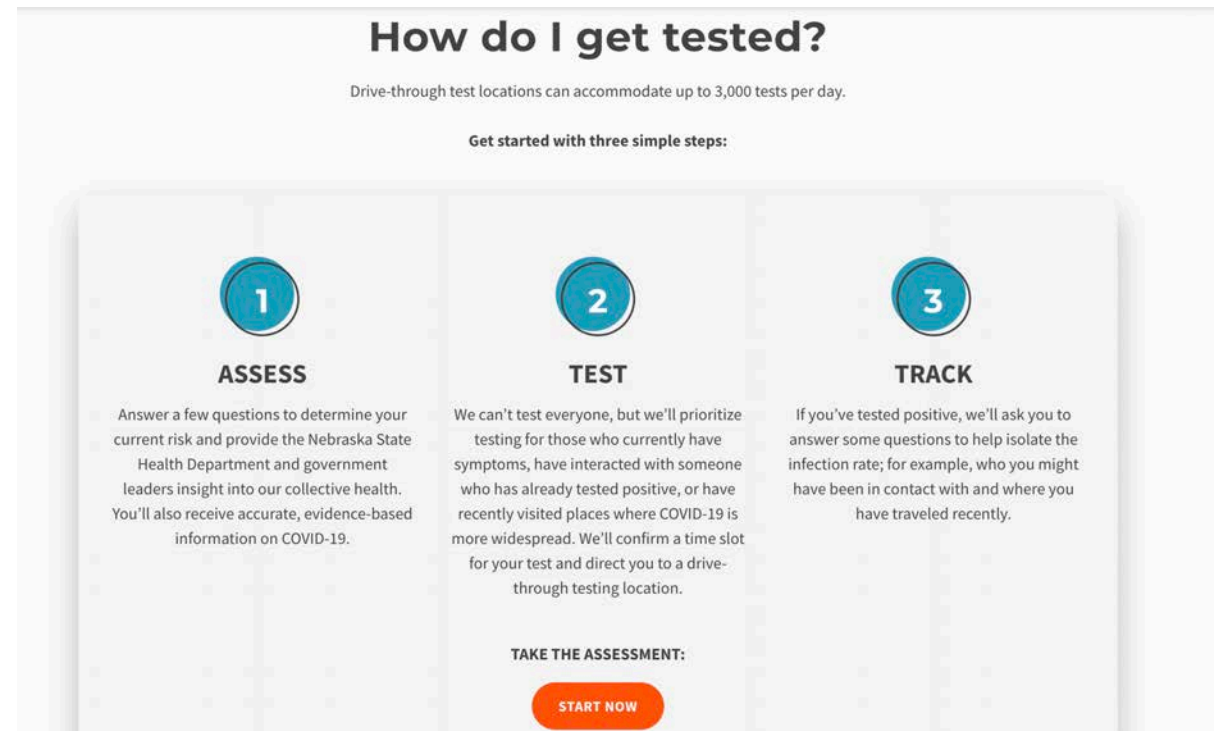 How do I get tested?
Drive-through test locations can accommodate up to 3,000 tests per day.
Get started with three simple steps:
1
ASSESS
Answer a few questions to determine your
current risk and provide the Nebraska State
Health Department and government
leaders insight into our collective health.
You'll also receive accurate, evidence-based
information on COVID-19.
2
TEST
We can't test everyone, but we'll prioritize
testing for those who currently have
symptoms, have interacted with someone
who has already tested positive, or have
recently visited places where COVID-19 is
more widespread. We'll confirm a time slot
for your test and direct you to a drive-
through testing location.
3
TRACK
If you've tested positive, we'll ask you to
answer some questions to help isolate the
infection rate; for example, who you might
have been in contact with and where you
have traveled recently.
TAKE THE ASSESSMENT:
START NOW